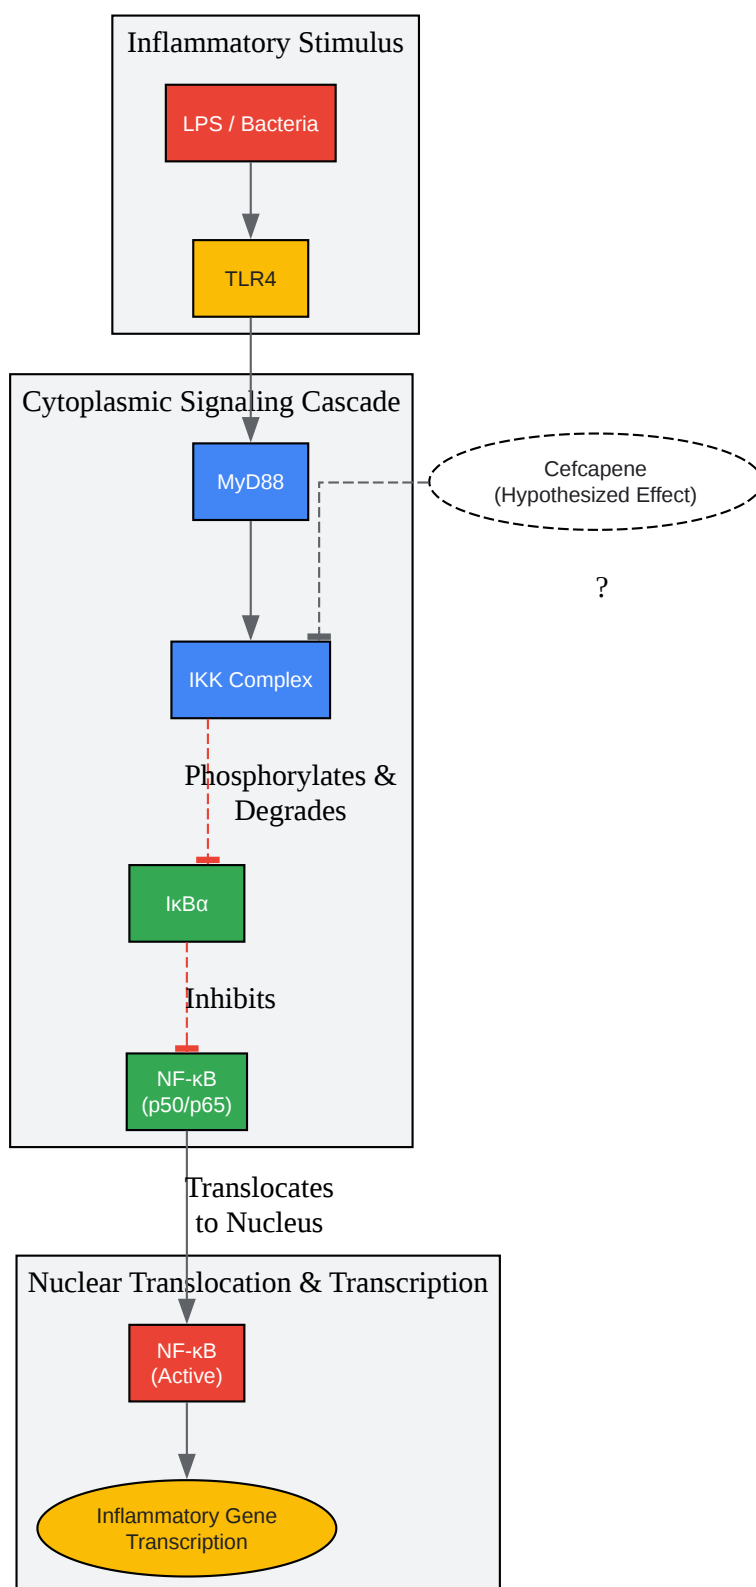 Inflammatory Stimulus
LPS / Bacteria
TLR4
Cytoplasmic Signaling Cascade
MyD88
Cefcapene
(Hypothesized Effect)
?
IKK Complex
Phosphorylates &
Degrades
IκBα
Inhibits
NF-κB
(p50/p65)
Translocates
to Nucleus
Nuclear Translocation & Transcription
NF-κB
(Active)
Inflammatory Gene
Transcription